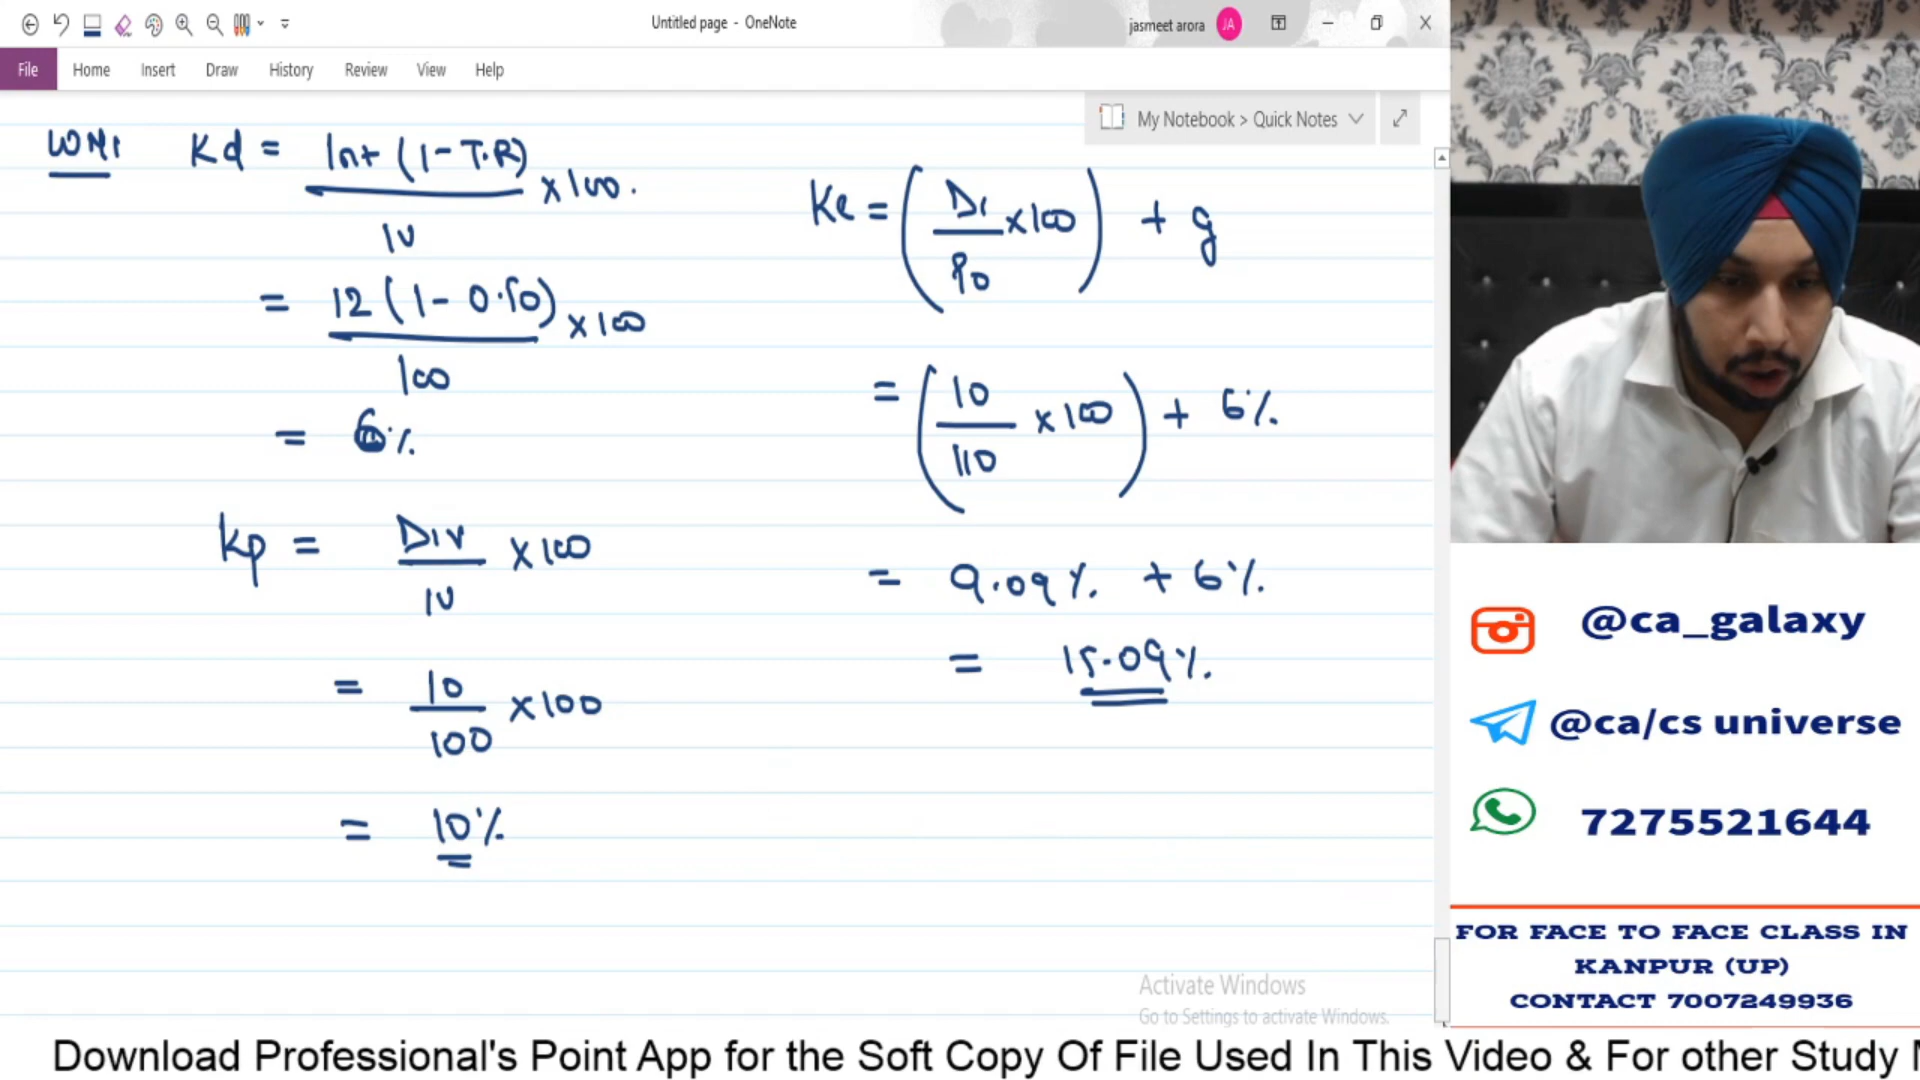 Untitled page - OneNote
jasmeet arora
JA
File Home Insert Draw History Review View Help
My Notebook > Quick Notes
WN1 Kd = Int (1 - T.R) x 100.
IV
= 12 (1 - 0.50) x 100
100
= 6%
Kp = Div x 100
IV
= 10 x 100
100
= 10%
Ke = ( D1 x 100 ) + g
P0
= ( 10 x 100 ) + 6%
110
= 9.09% + 6%
= 15.09%
Activate Windows
Go to Settings to activate Windows.
@ca_galaxy
@ca/cs universe
7275521644
FOR FACE TO FACE CLASS IN
KANPUR (UP)
CONTACT 7007249936
Download Professional's Point App for the Soft Copy Of File Used In This Video & For other Study